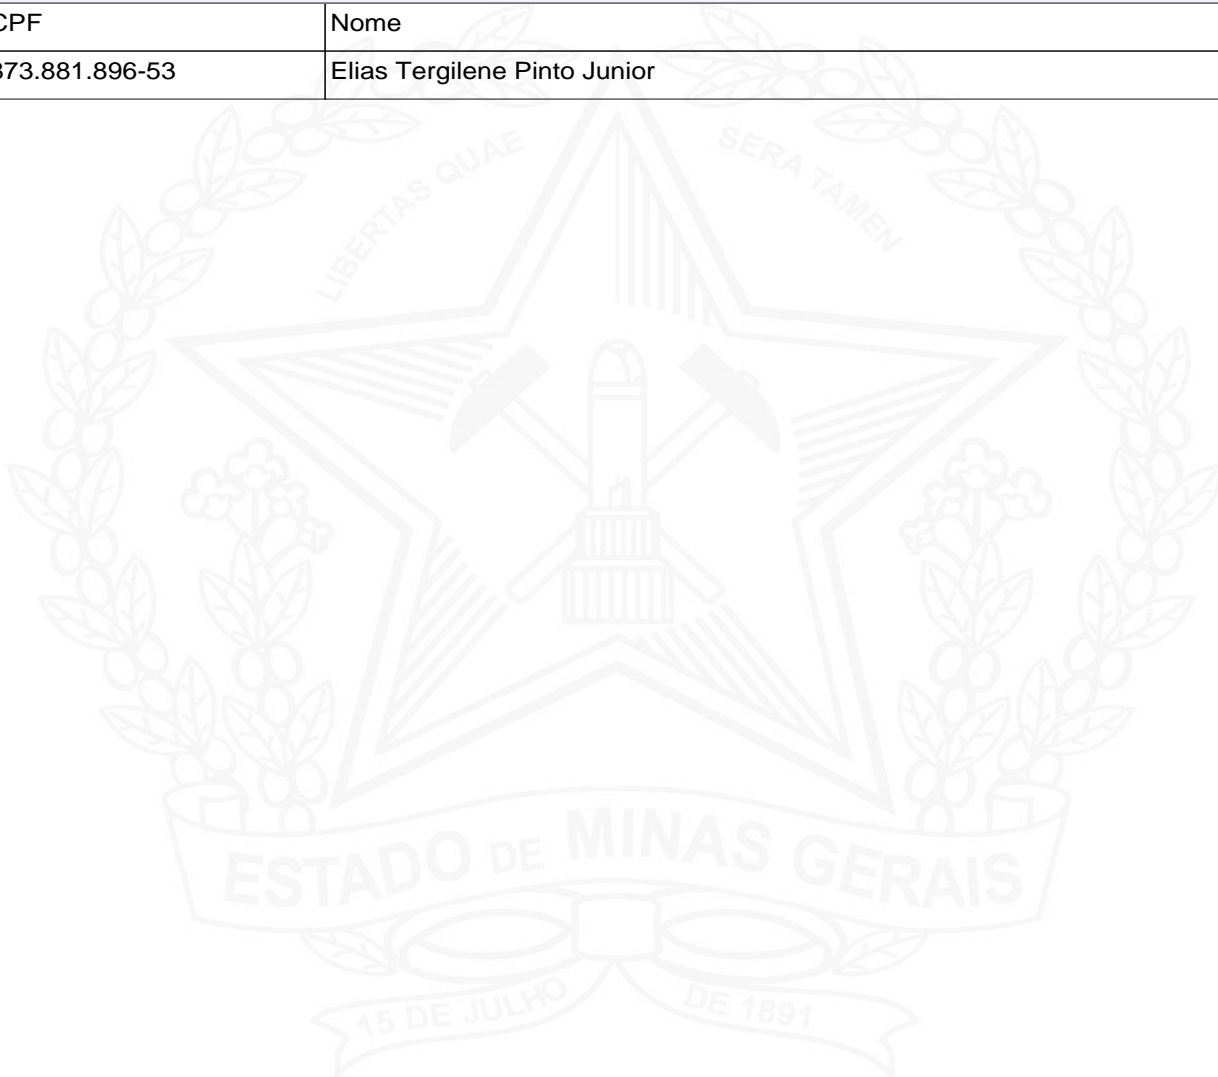 CPF Nome
873.881.896-53 Elias Tergilene Pinto Junior
LIBERTAS QUAE SERA TAMEN
ESTADO DE MINAS GERAIS
15 DE JULHO DE 1891